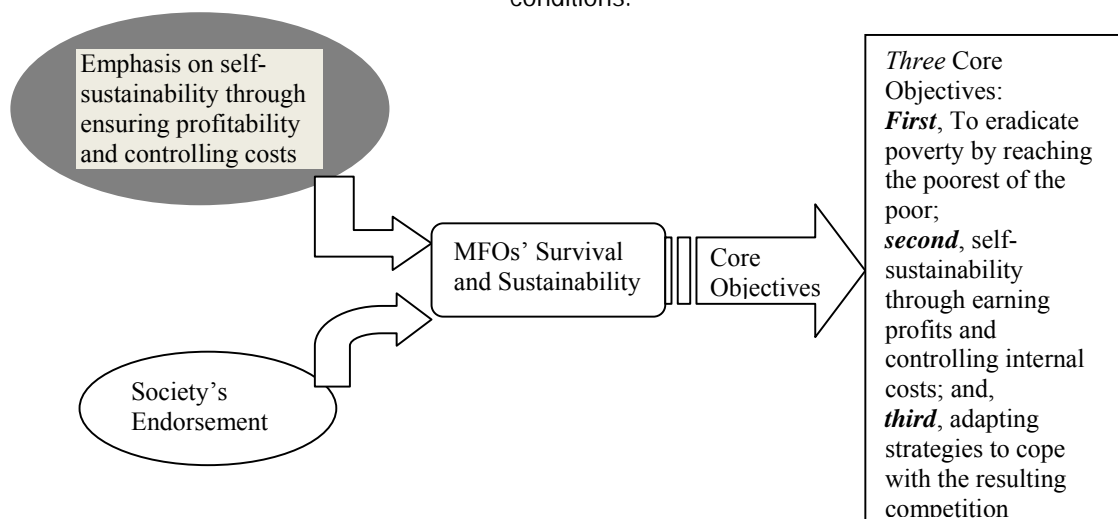 conditions.
Emphasis on self-
sustainability through
ensuring profitability
and controlling costs
MFOs’ Survival
and Sustainability
Society’s
Endorsement
Core
Objectives
Three Core
Objectives:
First, To eradicate
poverty by reaching
the poorest of the
poor;
second, self-
sustainability
through earning
profits and
controlling internal
costs; and,
third, adapting
strategies to cope
with the resulting
competition